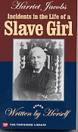 Harriet Jacobs
Incidents in the Life of a
Slave Girl
Written by Herself